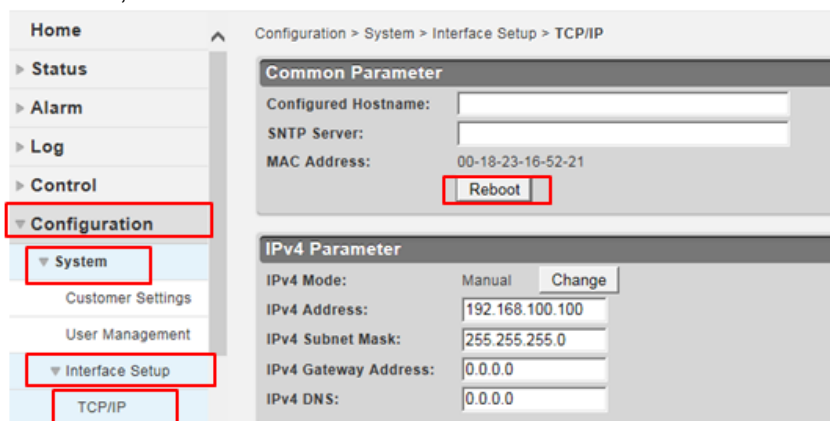 Home
Status
Alarm
Log
Control
Configuration
System
Customer Settings
User Management
Interface Setup
TCP/IP
Configuration > System > Interface Setup > TCP/IP
Common Parameter
Configured Hostname:
SNTP Server:
MAC Address: 00-18-23-16-52-21
Reboot
IPv4 Parameter
IPv4 Mode: Manual Change
IPv4 Address: 192.168.100.100
IPv4 Subnet Mask: 255.255.255.0
IPv4 Gateway Address: 0.0.0.0
IPv4 DNS: 0.0.0.0